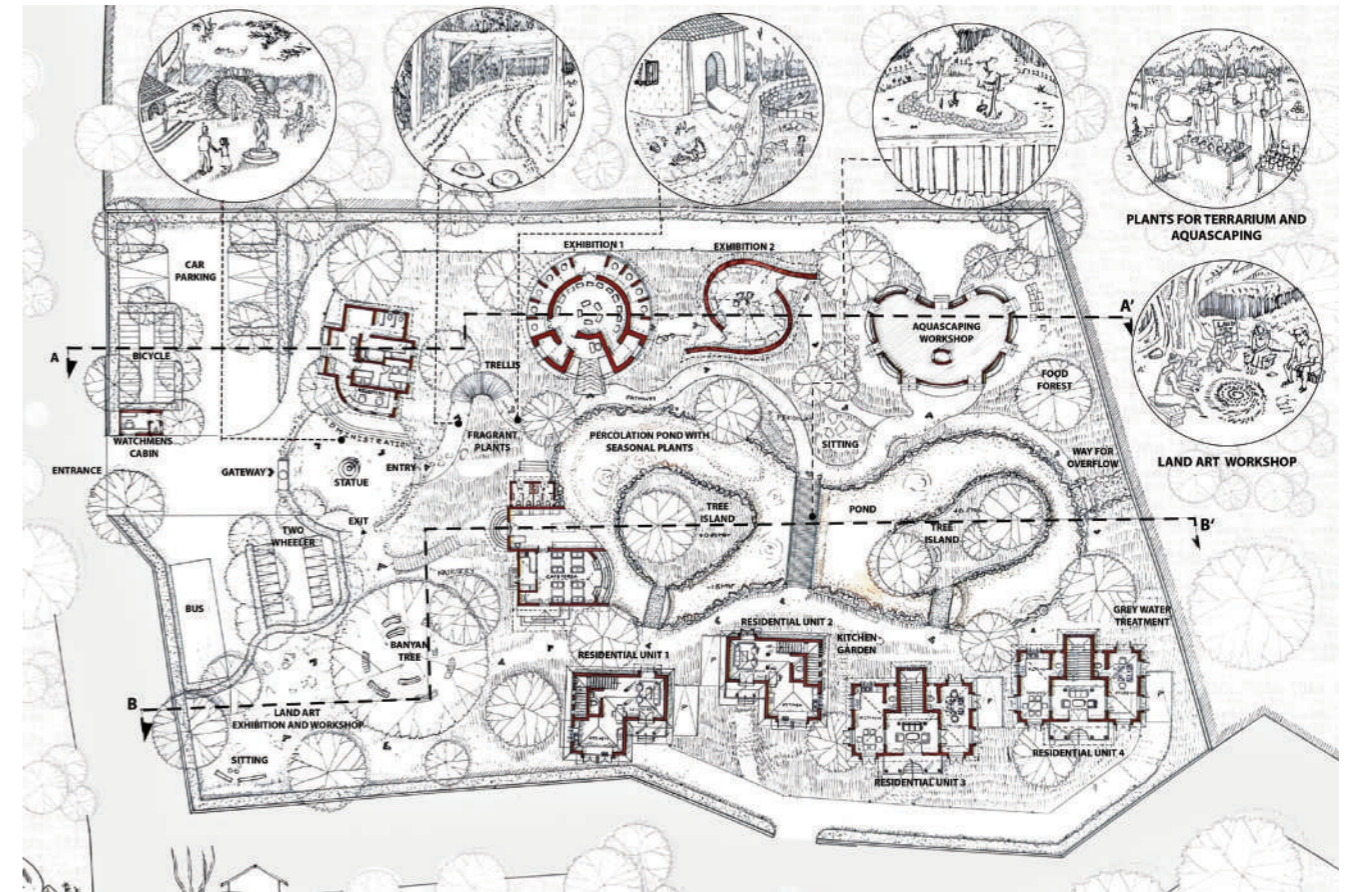 PLANTS FOR TERRARIUM AND
AQUASCAPING
EXHIBITION 1
EXHIBITION 2
CAR
PARKING
A
A'
BICYCLE
AQUASCAPING
WORKSHOP
TRELLIS
FOOD
FOREST
WATCHMENS
CABIN
ADMINISTRATION
FRAGRANT
PLANTS
PATHWAY
PERCOLATION POND WITH
SEASONAL PLANTS
SITTING
LAND ART WORKSHOP
ENTRANCE
GATEWAY
STATUE
ENTRY
WAY FOR
OVERFLOW
EXIT
TWO
WHEELER
TREE
ISLAND
POND
TREE
ISLAND
B'
NURSERY
CAFETERIA
BUS
BANYAN
TREE
GREY WATER
TREATMENT
RESIDENTIAL UNIT 1
RESIDENTIAL UNIT 2
KITCHEN-
GARDEN
B
LAND ART
EXHIBITION AND WORKSHOP
SITTING
RESIDENTIAL UNIT 3
RESIDENTIAL UNIT 4